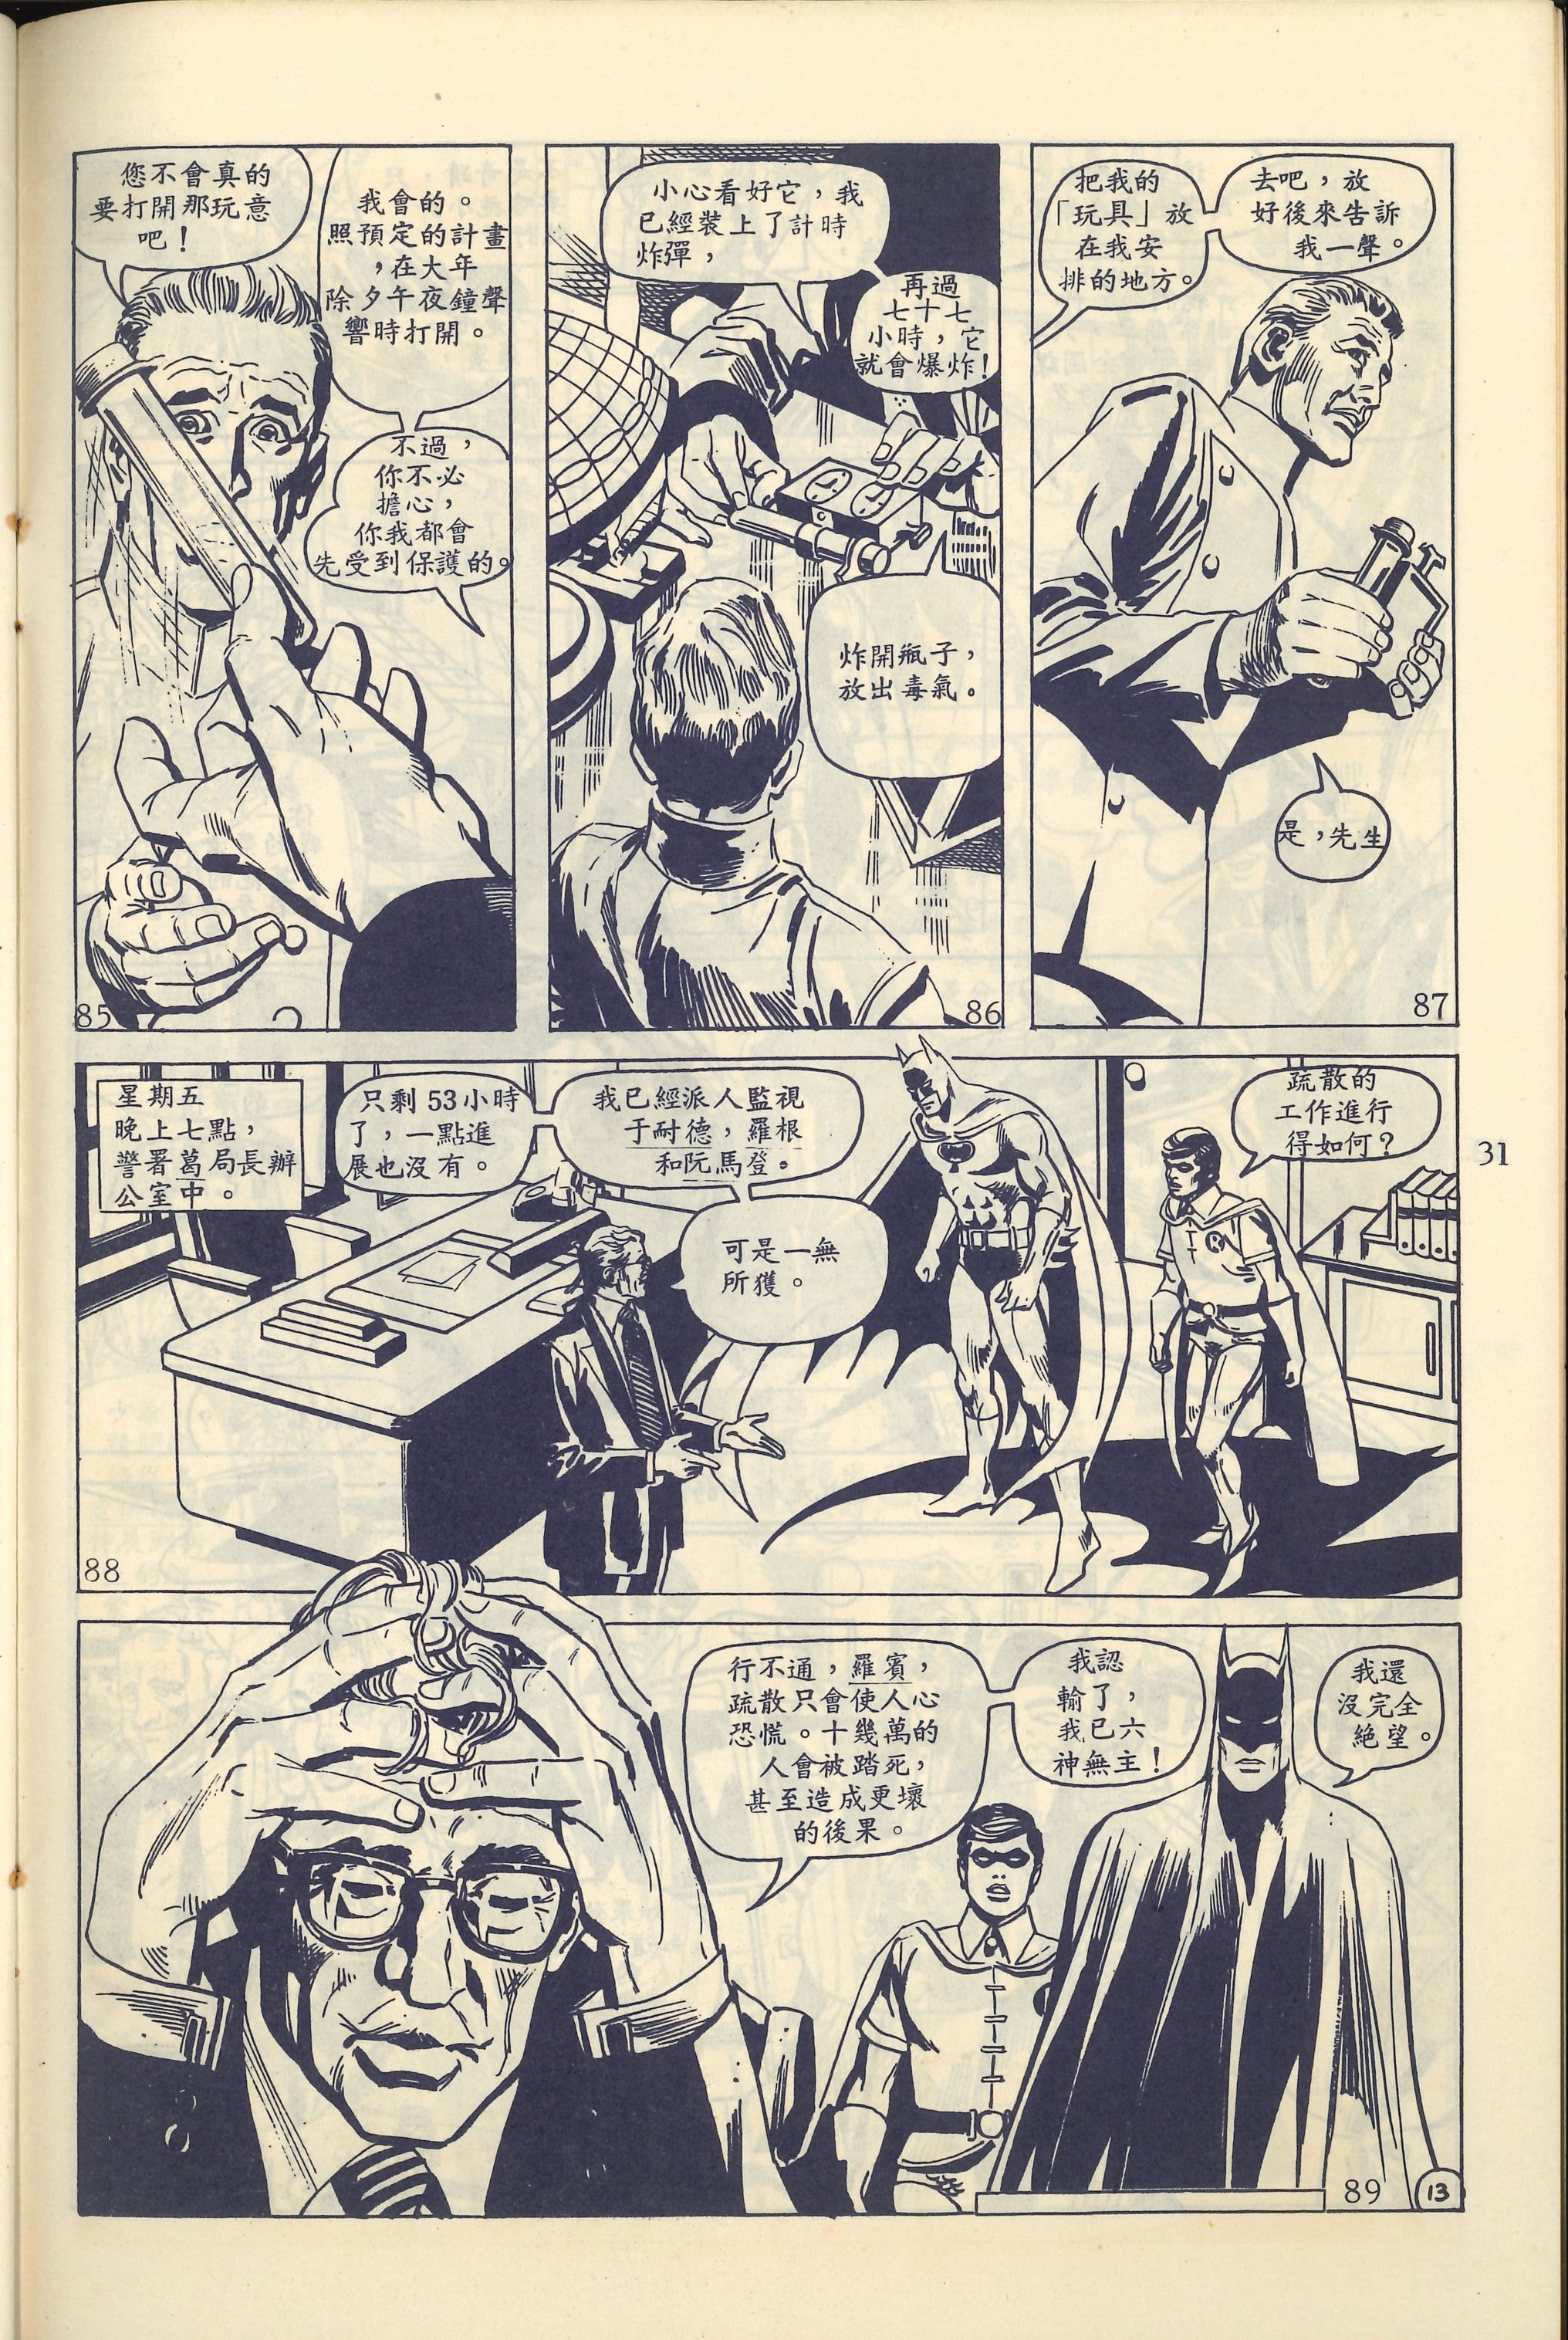 您不會真的
要打開那玩意
吧！
我會的。
照預定的計畫
，在大年
除夕午夜鐘聲
響時打開。
不過，
你不必
擔心，
你我都會
先受到保護的。
85
小心看好它，我
已經裝上了計時
炸彈，
再過
七十七
小時，它
就會爆炸！
炸開瓶子，
放出毒氣。
86
把我的
「玩具」放
在我安
排的地方。
去吧，放
好後來告訴
我一聲。
是，先生
87
星期五
晚上七點，
警署葛局長辦
公室中。
只剩53小時
了，一點進
展也沒有。
我已經派人監視
于耐德，羅根
和阮馬登。
可是一無
所獲。
疏散的
工作進行
得如何？
R
88
31
行不通，羅賓，
疏散只會使人心
恐慌。十幾萬的
人會被踏死，
甚至造成更壞
的後果。
我認
輸了，
我已六
神無主！
我還
沒完全
絕望。
89
13